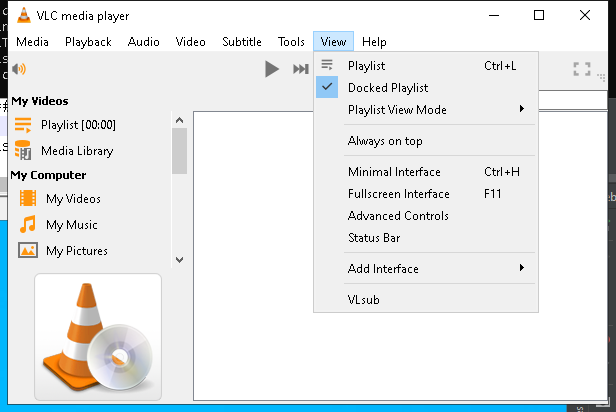 VLC media player
Media Playback Audio Video Subtitle Tools View Help
Playlist Ctrl+L
Docked Playlist
Playlist View Mode
Always on top
Minimal Interface Ctrl+H
Fullscreen Interface F11
Advanced Controls
Status Bar
Add Interface
VLsub
My Videos
Playlist [00:00]
Media Library
My Computer
My Videos
My Music
My Pictures